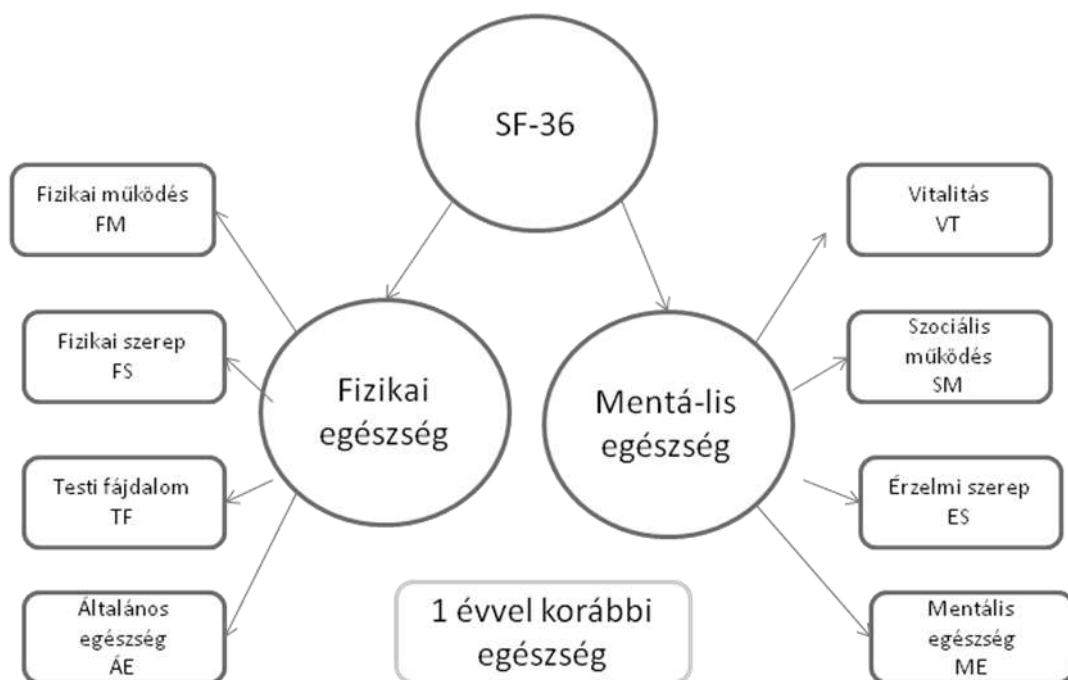 SF-36
Fizikai működés
FM
Fizikai szerep
FS
Testi fájdalom
TF
Általános
egészség
ÁE
Fizikai
egészség
Mentá-lis
egészség
Vitalitás
VT
Szociális
működés
SM
Érzelmi szerep
ES
Mentális
egészség
ME
1 évvel korábbi
egészség